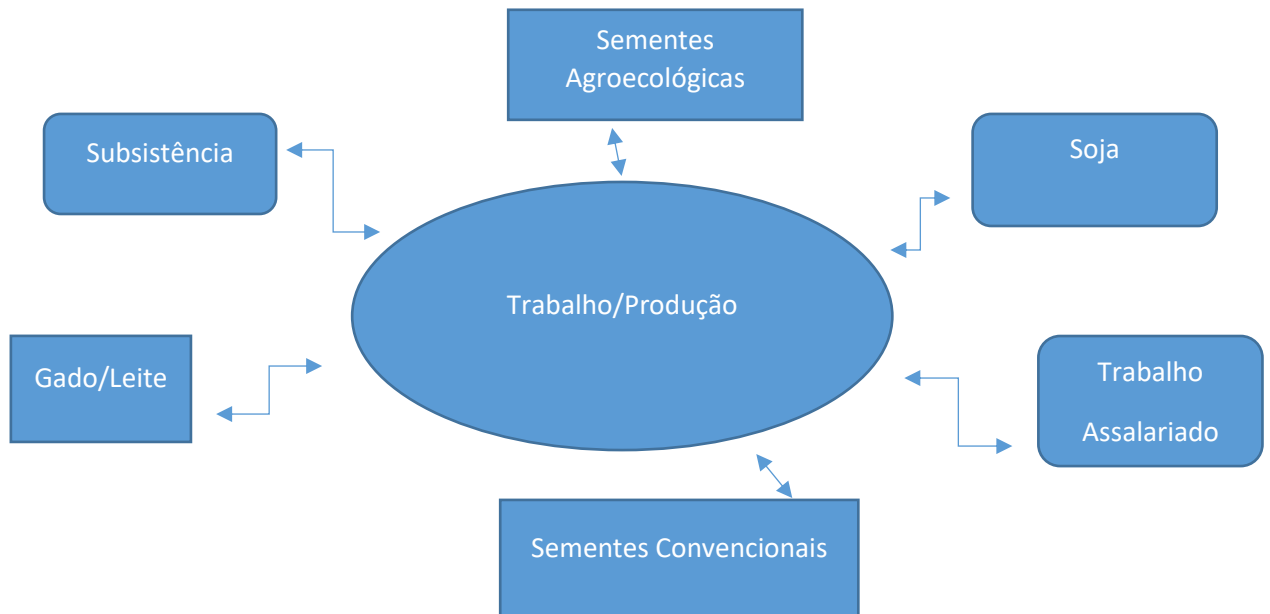 Sementes
Agroecológicas
Subsistência
Soja
Trabalho/Produção
Gado/Leite
Trabalho
Assalariado
Sementes Convencionais